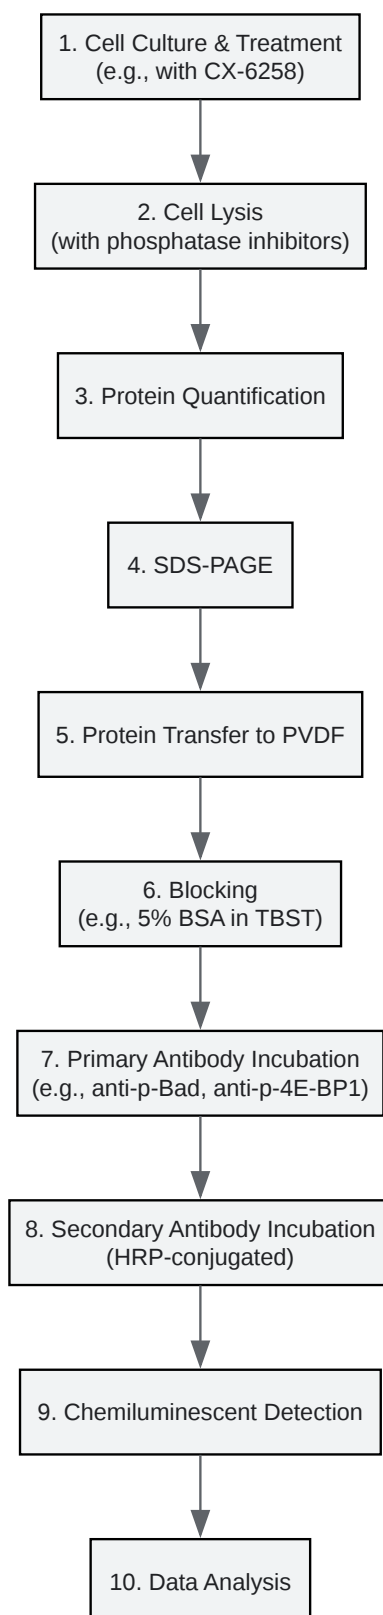 1. Cell Culture & Treatment
(e.g., with CX-6258)
2. Cell Lysis
(with phosphatase inhibitors)
3. Protein Quantification
4. SDS-PAGE
5. Protein Transfer to PVDF
6. Blocking
(e.g., 5% BSA in TBST)
7. Primary Antibody Incubation
(e.g., anti-p-Bad, anti-p-4E-BP1)
8. Secondary Antibody Incubation
(HRP-conjugated)
9. Chemiluminescent Detection
10. Data Analysis